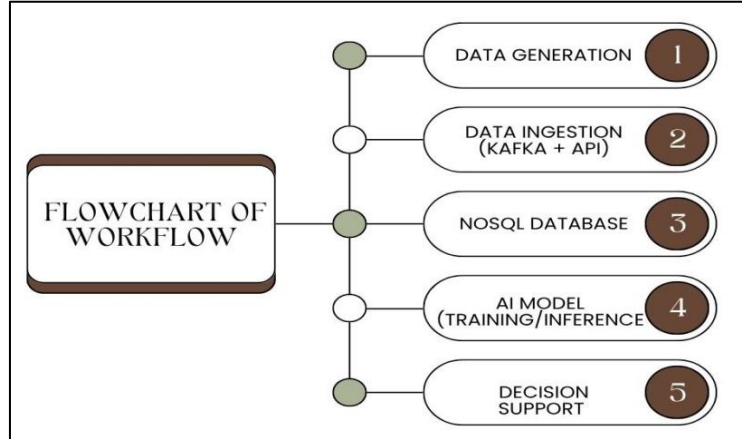 FLOWCHART OF
WORKFLOW
DATA GENERATION
1
DATA INGESTION
(KAFKA + API)
2
NOSQL DATABASE
3
AI MODEL
(TRAINING/INFERENCE
4
DECISION
SUPPORT
5